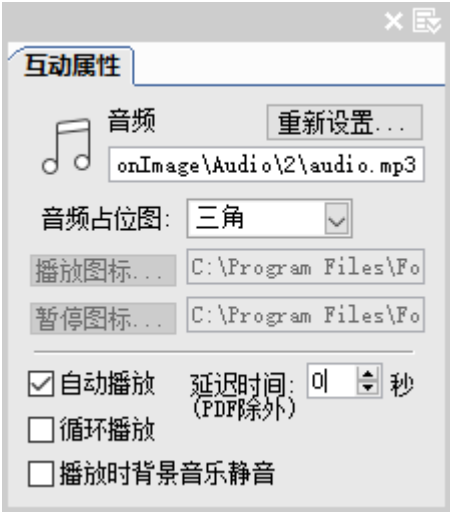 互动属性
音频 重新设置...
onImage\Audio\2\audio.mp3
音频占位图: 三角
播放图标... C:\Program Files\Fo
暂停图标... C:\Program Files\Fo
自动播放 延迟时间: 0 秒
(PDF除外)
循环播放
播放时背景音乐静音